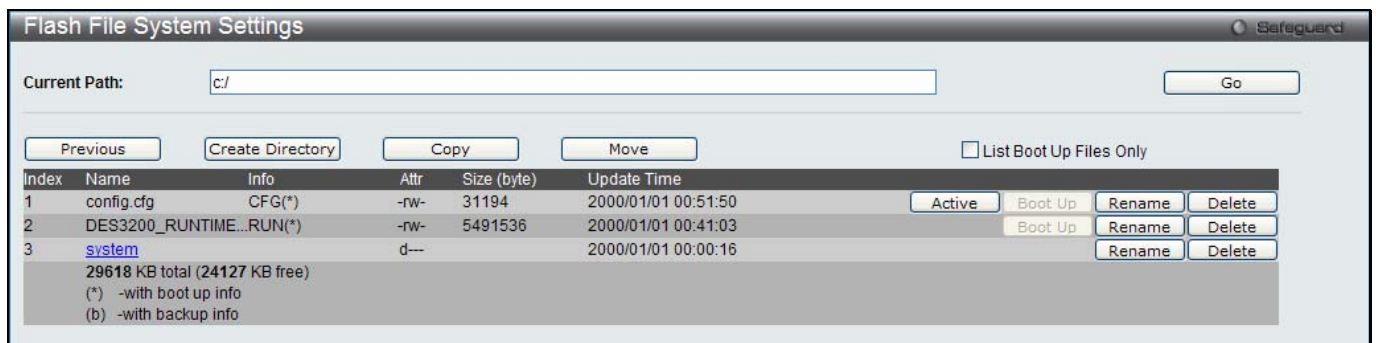 Flash File System Settings Safeguard
Current Path: c:/ Go
Previous Create Directory Copy Move List Boot Up Files Only
Index Name Info Attr Size (byte) Update Time
1 config.cfg CFG(*) -rw- 31194 2000/01/01 00:51:50 Active Boot Up Rename Delete
2 DES3200_RUNTIME...RUN(*) -rw- 5491536 2000/01/01 00:41:03 Boot Up Rename Delete
3 system d--- 2000/01/01 00:00:16 Rename Delete
29618 KB total (24127 KB free)
(*) -with boot up info
(b) -with backup info